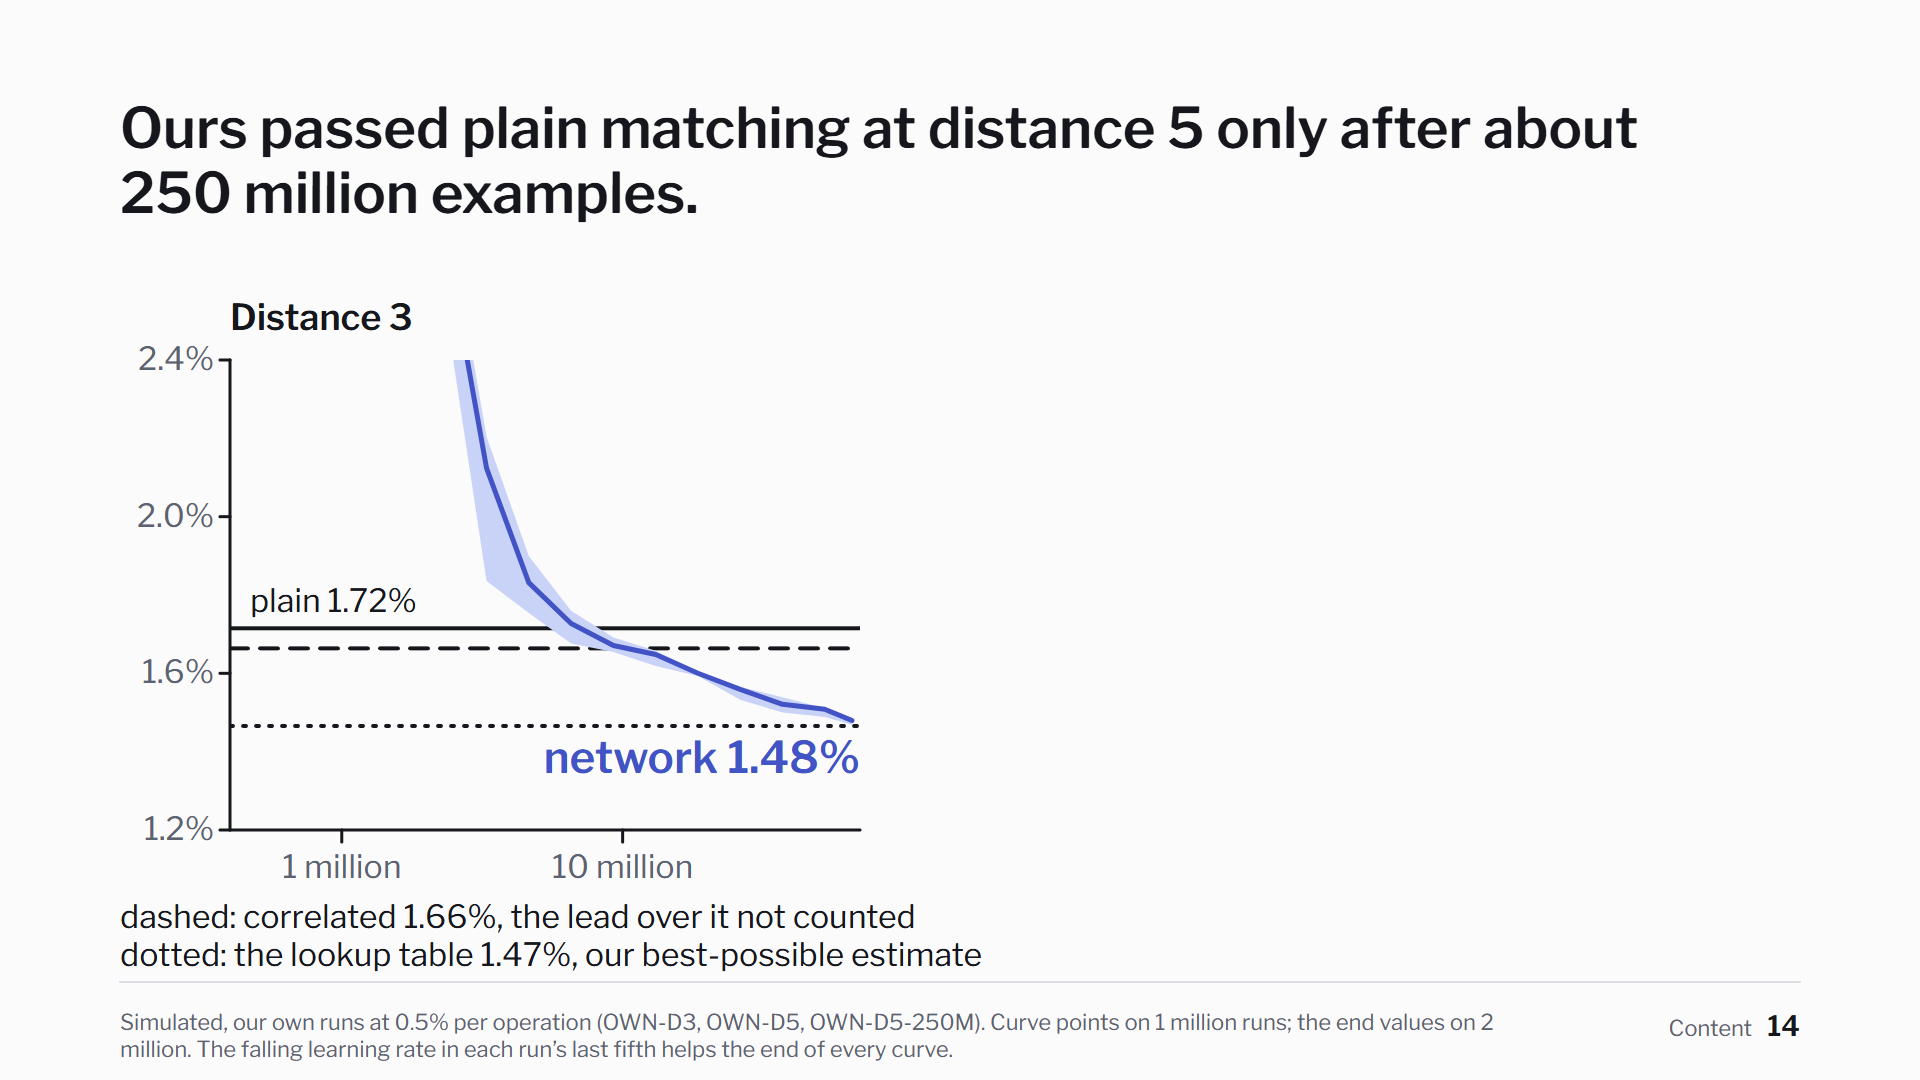 Ours passed plain matching at distance 5 only after about
250 million examples.
Distance 3
2.4%
2.0%
plain 1.72%
1.6%
network 1.48%
1.2%
1 million
10 million
dashed: correlated 1.66%, the lead over it not counted
dotted: the lookup table 1.47%, our best-possible estimate
Simulated, our own runs at 0.5% per operation (OWN-D3, OWN-D5, OWN-D5-250M). Curve points on 1 million runs; the end values on 2
million. The falling learning rate in each run’s last fifth helps the end of every curve.
Content 14